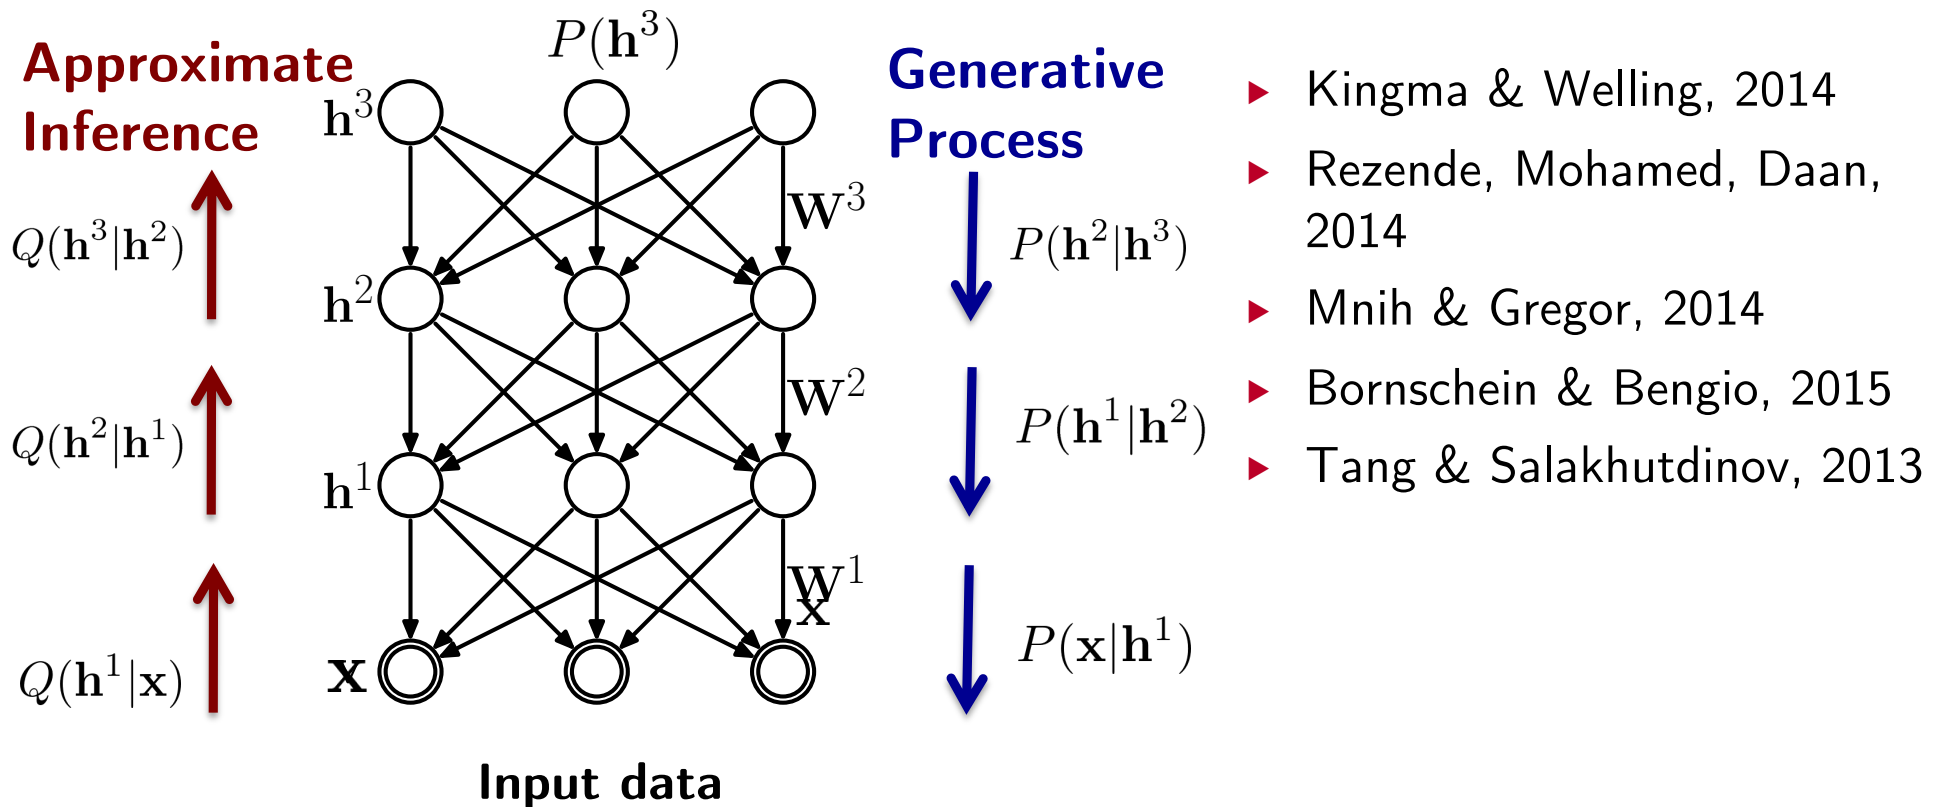 Approximate
Inference
Q(h³|h²)
Q(h²|h¹)
Q(h¹|x)
P(h³)
h³
W³
h²
W²
h¹
W¹
x
x
Input data
Generative
Process
P(h²|h³)
P(h¹|h²)
P(x|h¹)
Kingma & Welling, 2014
Rezende, Mohamed, Daan,
2014
Mnih & Gregor, 2014
Bornschein & Bengio, 2015
Tang & Salakhutdinov, 2013